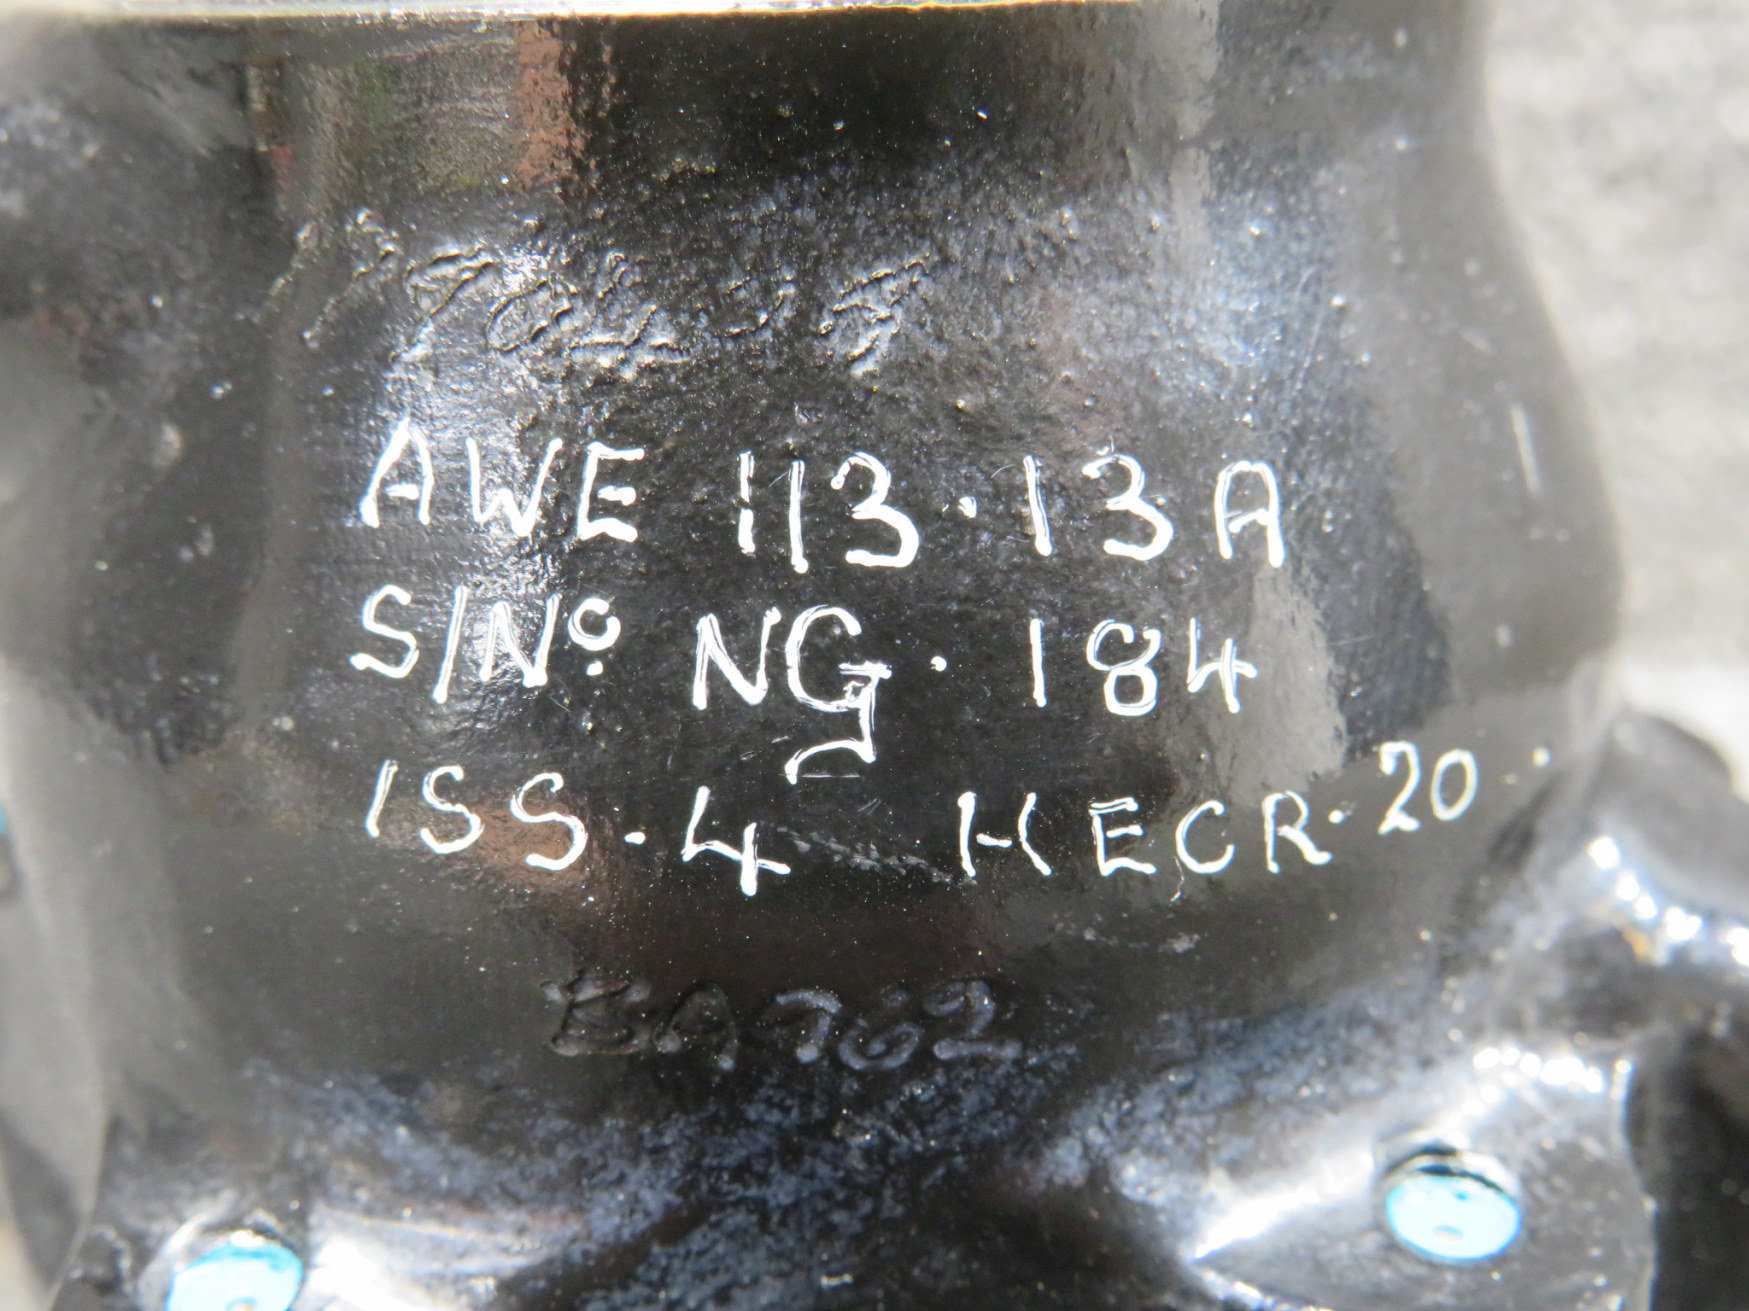 AWE 113·13A
S/Nº NG·184
ISS·4 HECR·20